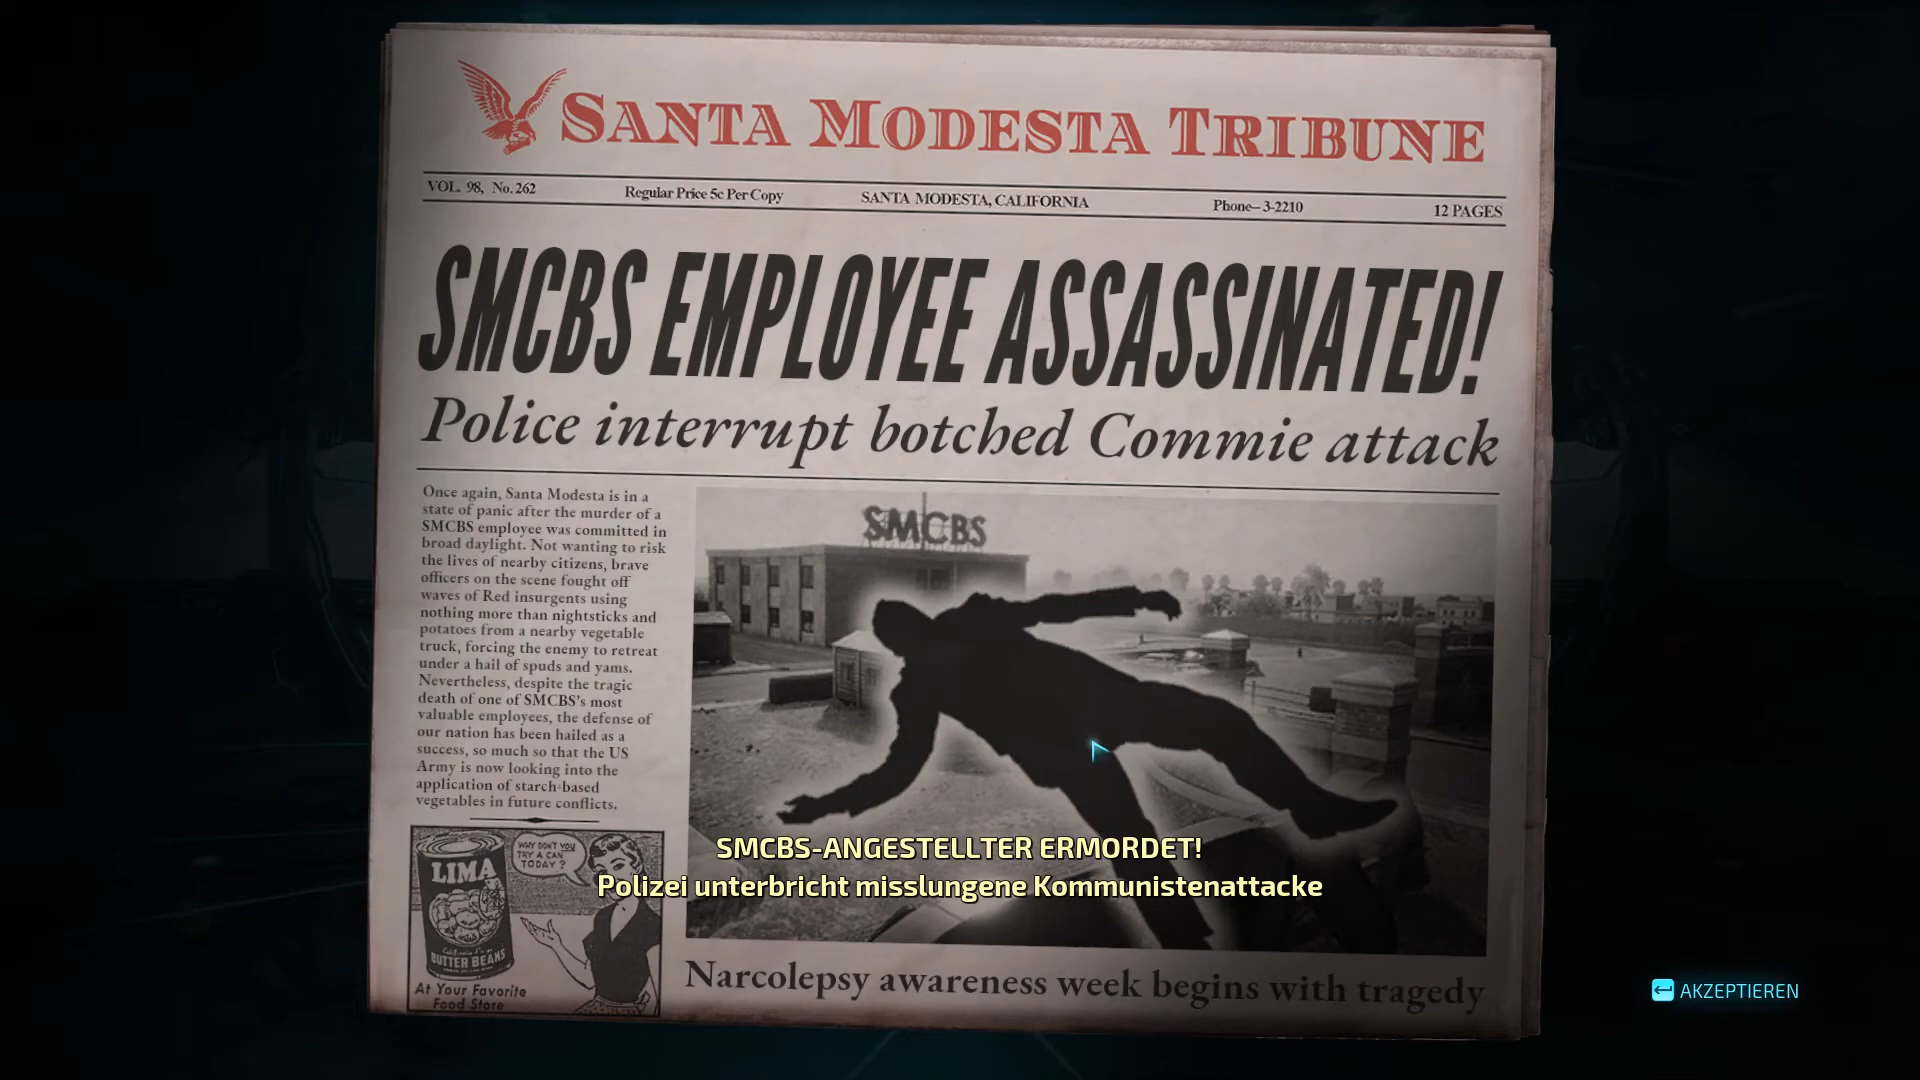 SANTA MODESTA TRIBUNE
VOL. 98, No. 262 Regular Price 5c Per Copy SANTA MODESTA, CALIFORNIA Phone– 3-2210 12 PAGES
SMCBS EMPLOYEE ASSASSINATED!
Police interrupt botched Commie attack
Once again, Santa Modesta is in a
state of panic after the murder of a
SMCBS employee was committed in
broad daylight. Not wanting to risk
the lives of nearby citizens, brave
officers on the scene fought off
waves of Red insurgents using
nothing more than nightsticks and
potatoes from a nearby vegetable
truck, forcing the enemy to retreat
under a hail of spuds and yams.
Nevertheless, despite the tragic
death of one of SMCBS's most
valuable employees, the defense of
our nation has been hailed as a
success, so much so that the US
Army is now looking into the
application of starch-based
vegetables in future conflicts.
SMCBS
LIMA
BUTTER BEANS
WHY DON'T YOU
TRY A CAN
TODAY?
At Your Favorite
Food Store
SMCBS-ANGESTELLTER ERMORDET!
Polizei unterbricht misslungene Kommunistenattacke
Narcolepsy awareness week begins with tragedy
AKZEPTIEREN